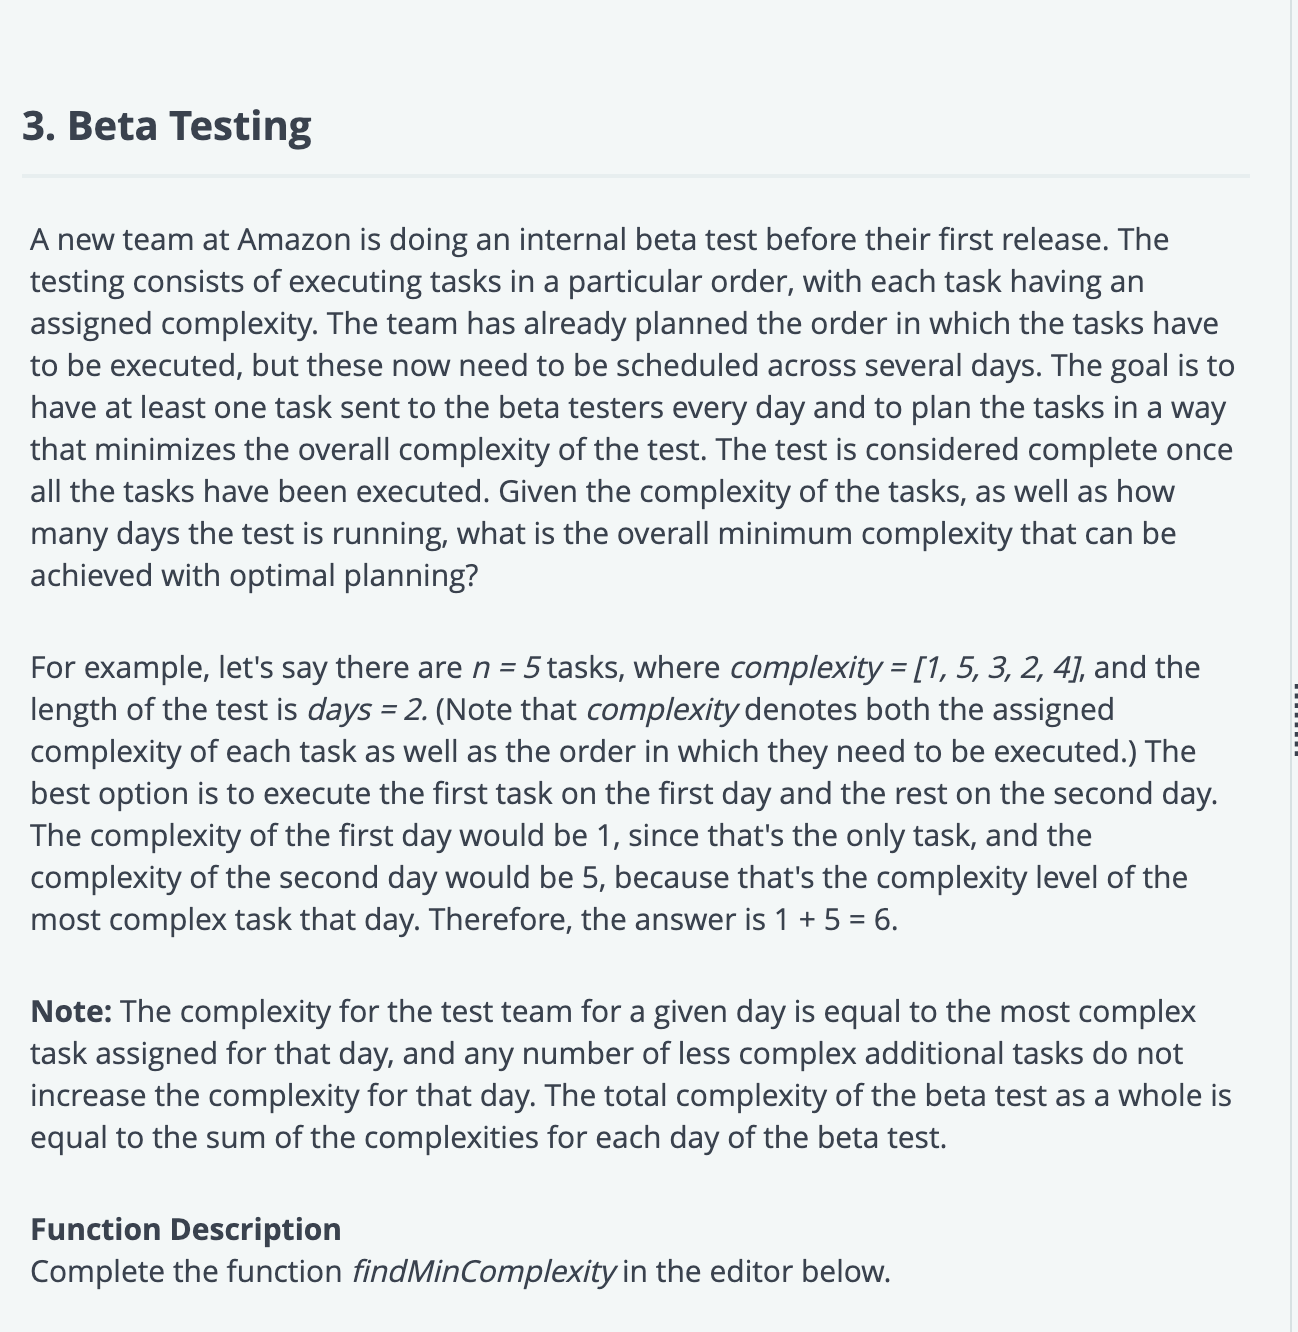 3. Beta Testing
A new team at Amazon is doing an internal beta test before their first release. The
testing consists of executing tasks in a particular order, with each task having an
assigned complexity. The team has already planned the order in which the tasks have
to be executed, but these now need to be scheduled across several days. The goal is to
have at least one task sent to the beta testers every day and to plan the tasks in a way
that minimizes the overall complexity of the test. The test is considered complete once
all the tasks have been executed. Given the complexity of the tasks, as well as how
many days the test is running, what is the overall minimum complexity that can be
achieved with optimal planning?
For example, let's say there are n = 5 tasks, where complexity = [1, 5, 3, 2, 4], and the
length of the test is days = 2. (Note that complexity denotes both the assigned
complexity of each task as well as the order in which they need to be executed.) The
best option is to execute the first task on the first day and the rest on the second day.
The complexity of the first day would be 1, since that's the only task, and the
complexity of the second day would be 5, because that's the complexity level of the
most complex task that day. Therefore, the answer is 1 + 5 = 6.
Note: The complexity for the test team for a given day is equal to the most complex
task assigned for that day, and any number of less complex additional tasks do not
increase the complexity for that day. The total complexity of the beta test as a whole is
equal to the sum of the complexities for each day of the beta test.
Function Description
Complete the function findMinComplexity in the editor below.